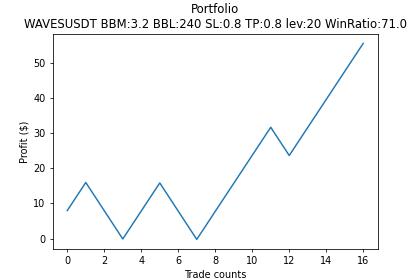 Portfolio
WAVESUSDT BBM:3.2 BBL:240 SL:0.8 TP:0.8 lev:20 WinRatio:71.0
Profit ($)
50
40
30
20
10
0
0 2 4 6 8 10 12 14 16
Trade counts